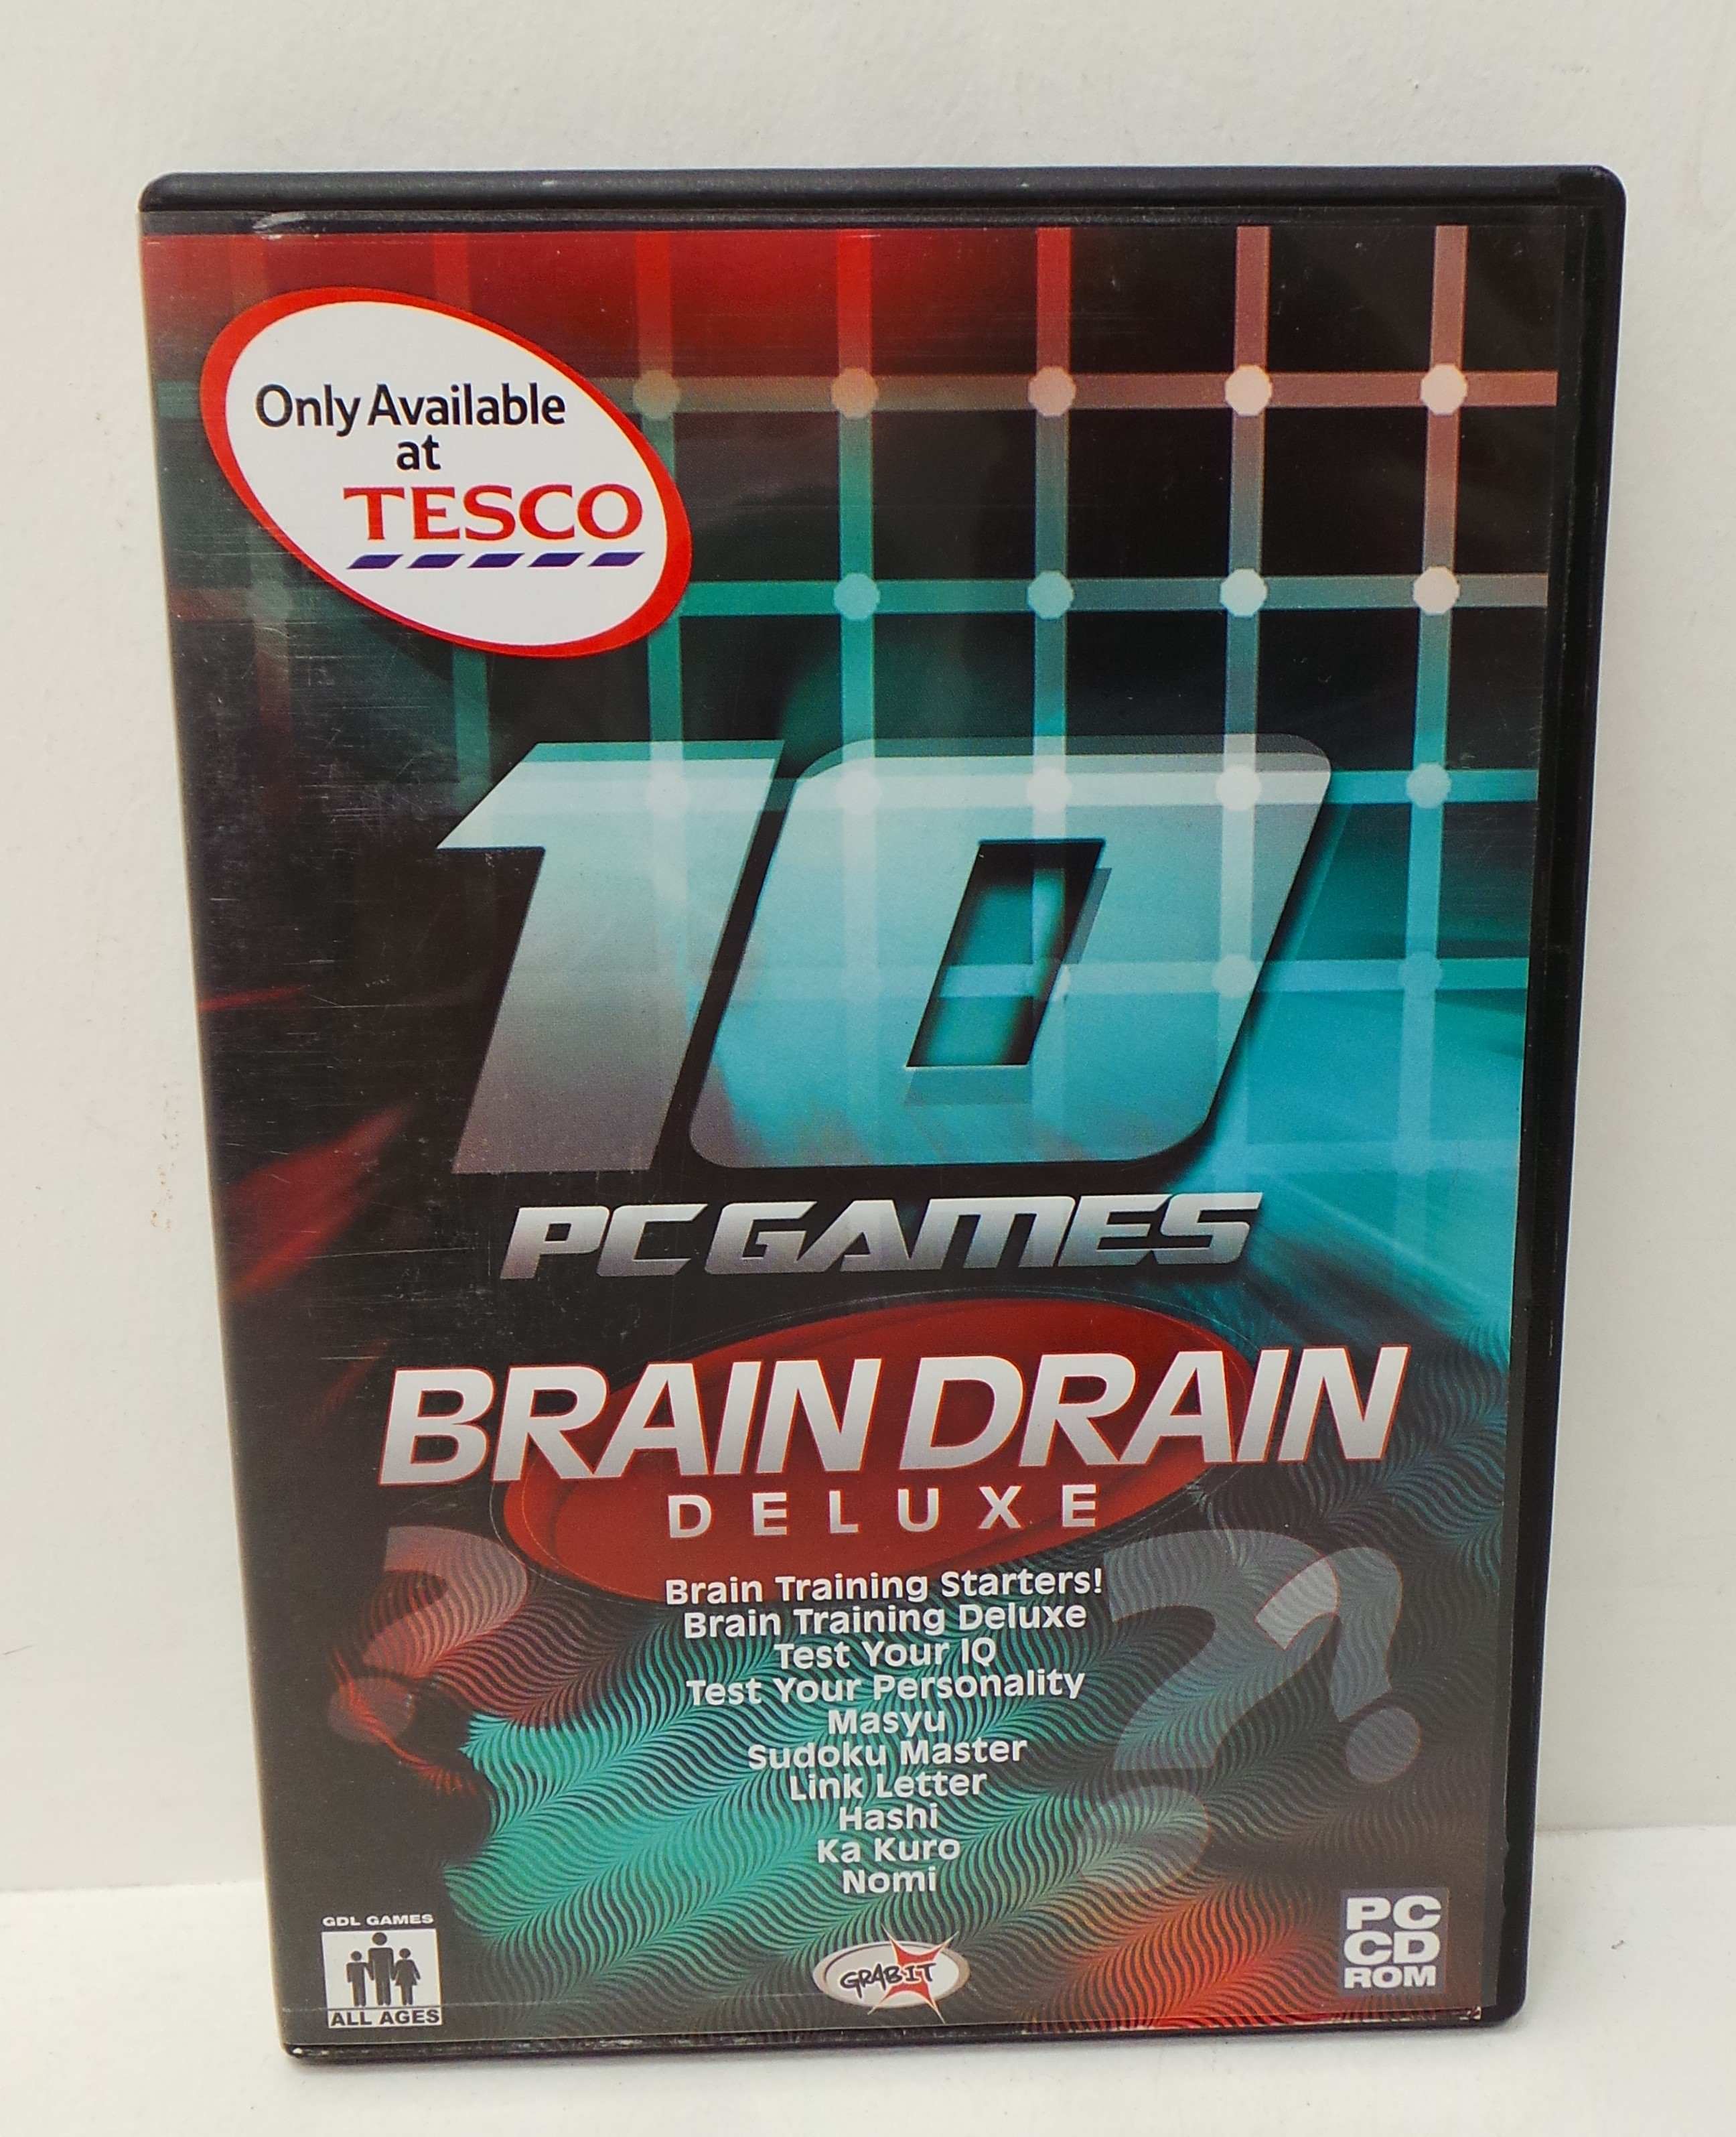 Only Available
at
TESCO
10
PC GAMES
BRAIN DRAIN
DELUXE
Brain Training Starters!
Brain Training Deluxe
Test Your IQ
Test Your Personality
Masyu
Sudoku Master
Link Letter
Hashi
Ka Kuro
Nomi
GDL GAMES
ALL AGES
GRABIT
PC
CD
ROM